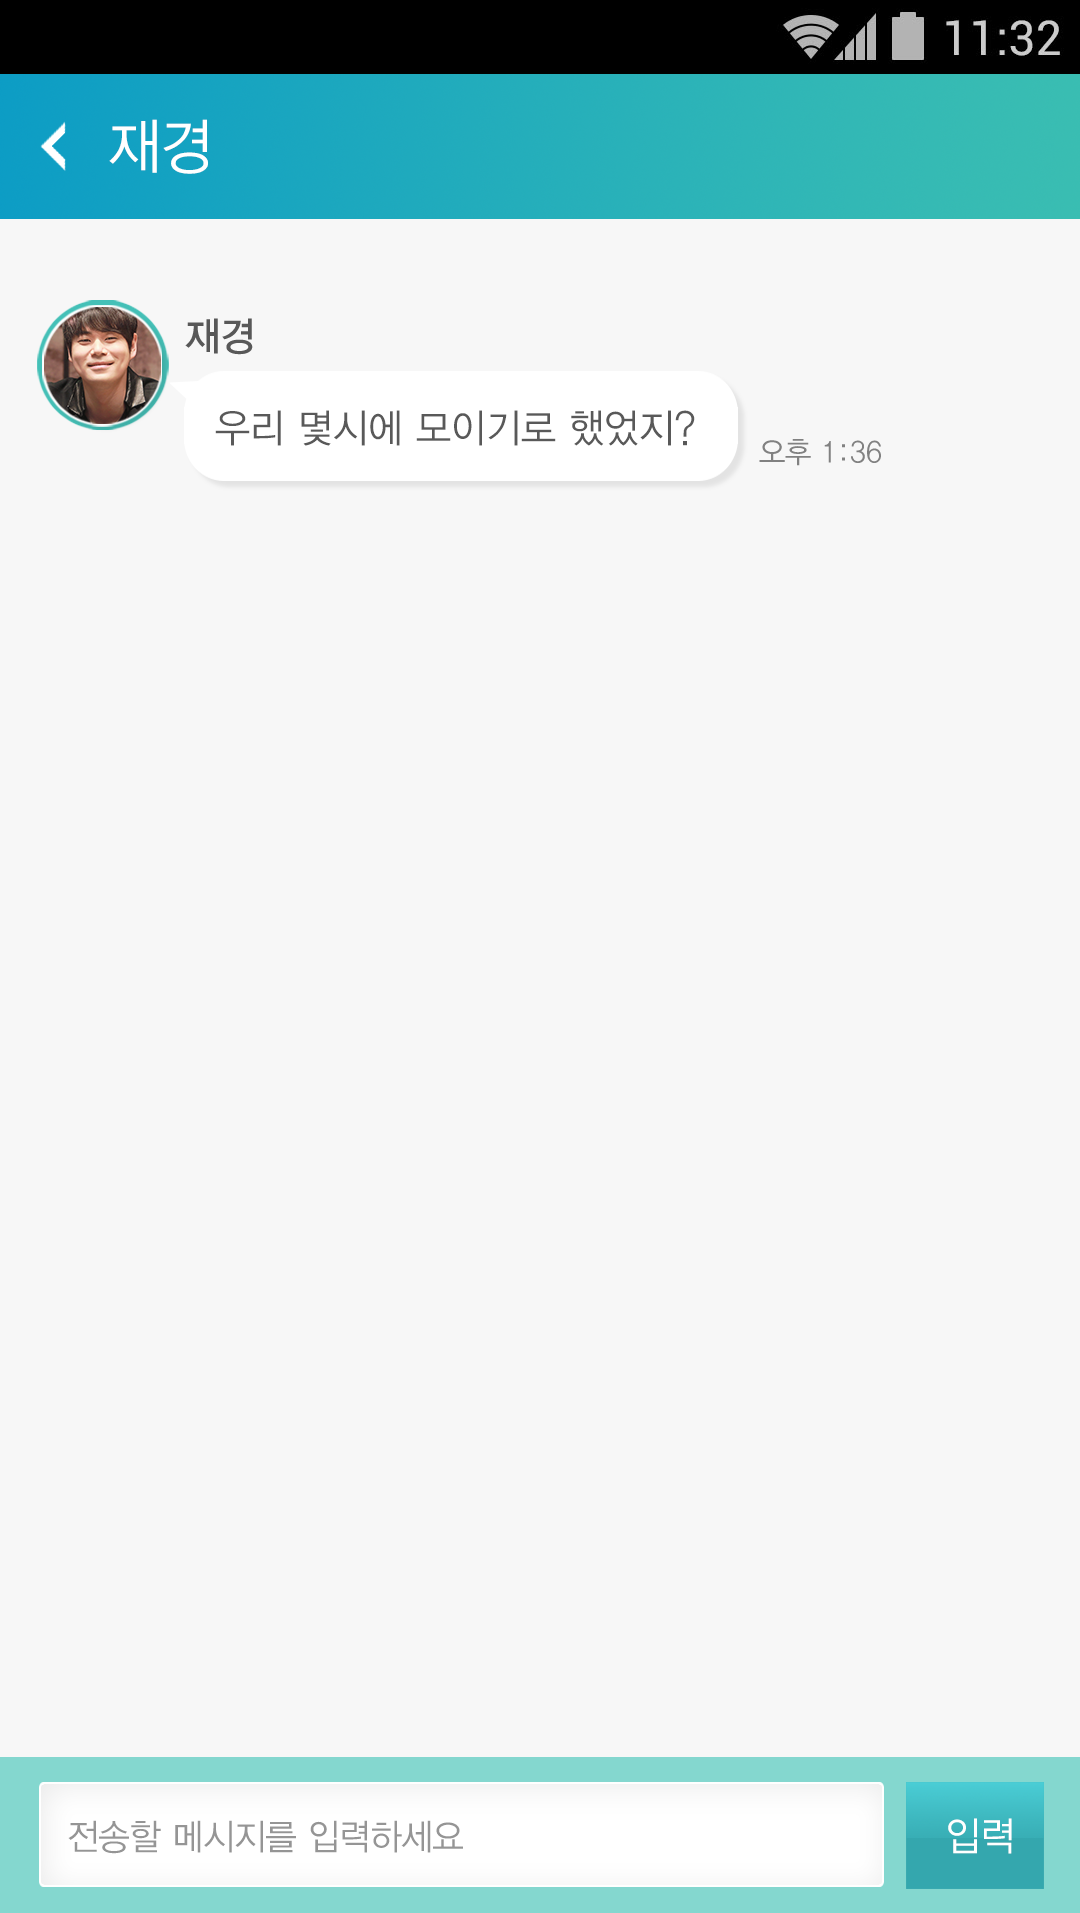 11:32
재경
재경
우리 몇시에 모이기로 했었지?
오후 1:36
전송할 메시지를 입력하세요
입력